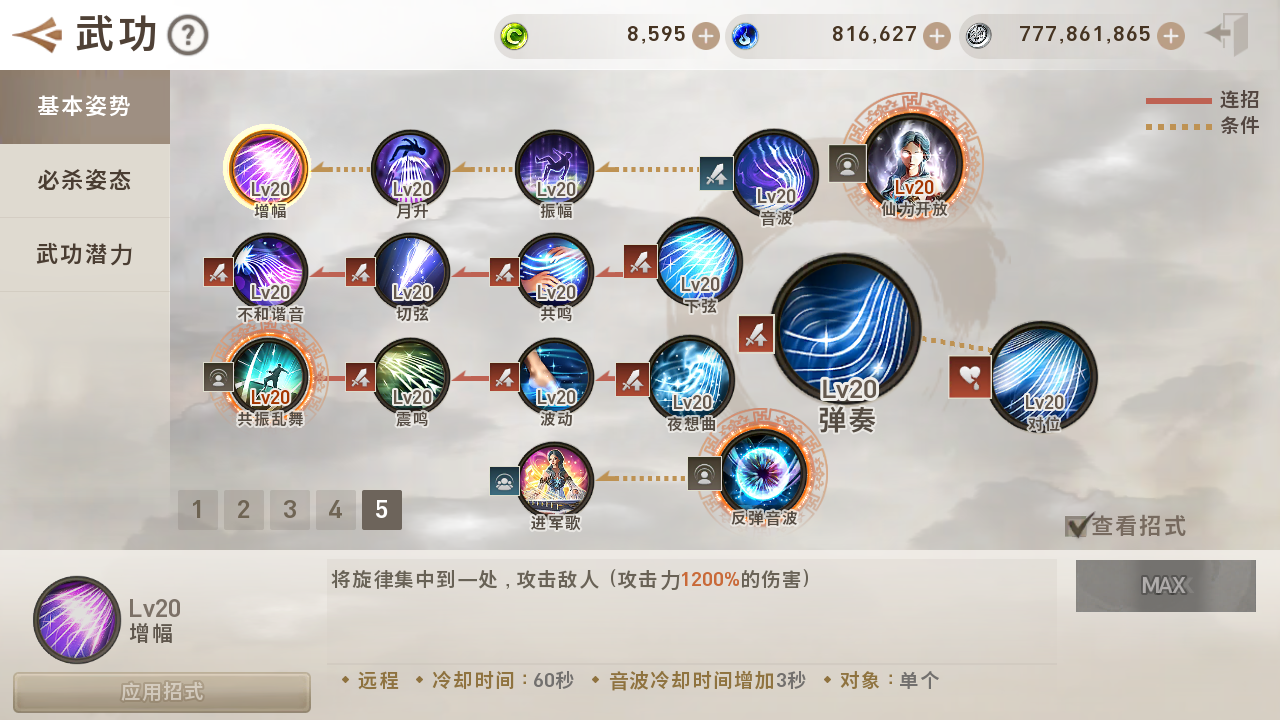 武功 ?
8,595
816,627
777,861,865
基本姿势
必杀姿态
武功潜力
连招
条件
Lv20
增幅
Lv20
月升
Lv20
振幅
Lv20
音波
Lv20
仙力开放
Lv20
不和谐音
Lv20
切弦
Lv20
共鸣
Lv20
下弦
Lv20
弹奏
Lv20
对位
Lv20
共振乱舞
Lv20
震鸣
Lv20
波动
Lv20
夜想曲
进军歌
反弹音波
1 2 3 4 5
查看招式
Lv20
增幅
将旋律集中到一处 , 攻击敌人 (攻击力1200%的伤害)
MAX
应用招式
远程 冷却时间 : 60秒 音波冷却时间增加3秒 对象 : 单个